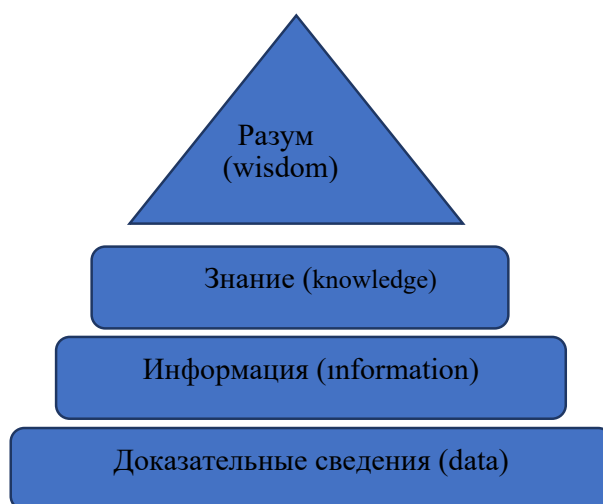 Разум
(wisdom)
Знание (knowledge)
Информация (ınformation)
Доказательные сведения (data)